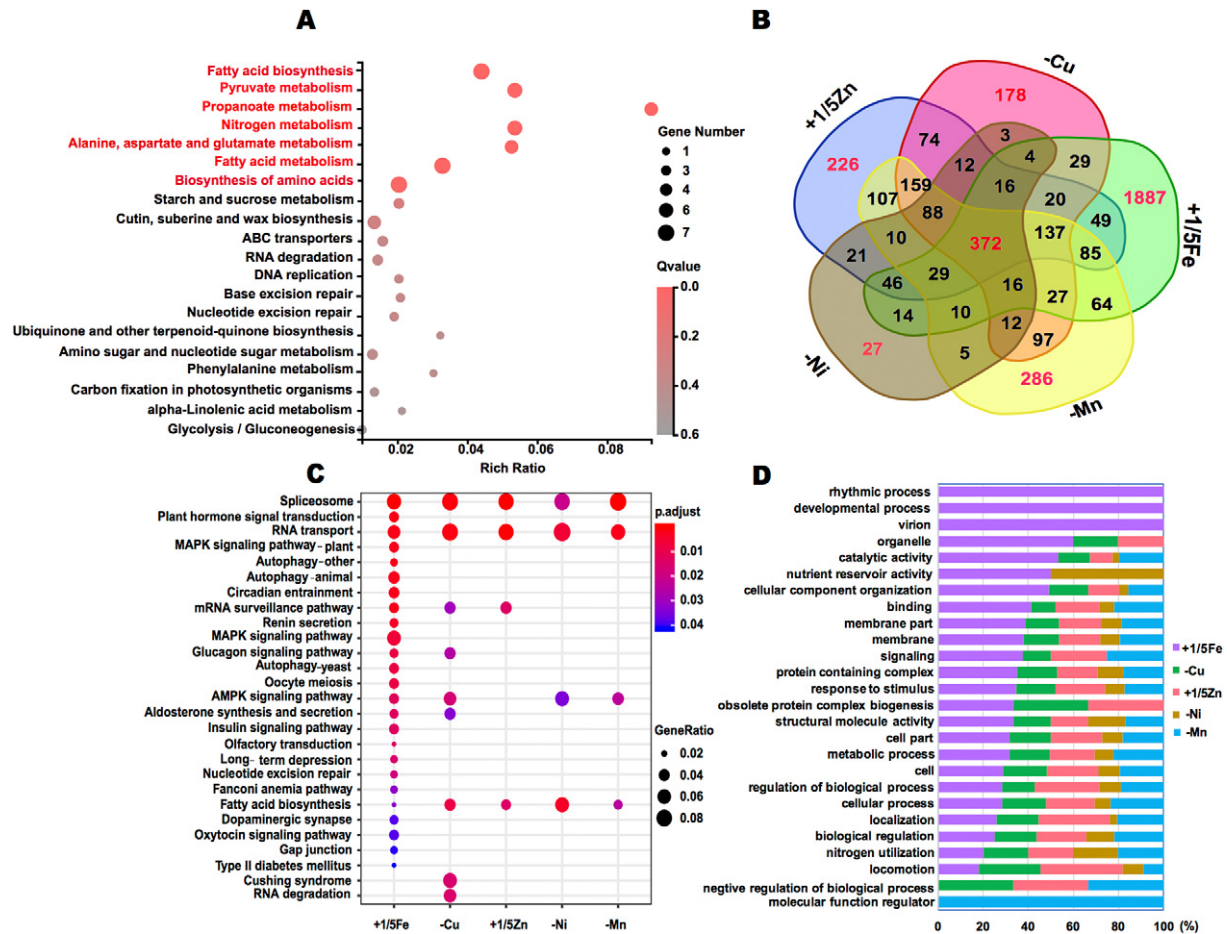 A
Fatty acid biosynthesis
Pyruvate metabolism
Propanoate metabolism
Nitrogen metabolism
Alanine, aspartate and glutamate metabolism
Fatty acid metabolism
Biosynthesis of amino acids
Starch and sucrose metabolism
Cutin, suberine and wax biosynthesis
ABC transporters
RNA degradation
DNA replication
Base excision repair
Nucleotide excision repair
Ubiquinone and other terpenoid-quinone biosynthesis
Amino sugar and nucleotide sugar metabolism
Phenylalanine metabolism
Carbon fixation in photosynthetic organisms
alpha-Linolenic acid metabolism
Glycolysis / Gluconeogenesis
0.02 0.04 0.06 0.08
Rich Ratio
Gene Number
1
3
4
6
7
Qvalue
0.0
0.2
0.4
0.6
B
+1/5Zn
-Cu
+1/5Fe
-Mn
-Ni
178
74
3
4
29
12
226
159
16
20
1887
107
88
49
10
372
137
85
21
46
29
16
27
64
14
10
12
97
27
5
286
C
Spliceosome
Plant hormone signal transduction
RNA transport
MAPK signaling pathway-plant
Autophagy-other
Autophagy-animal
Circadian entrainment
mRNA surveillance pathway
Renin secretion
MAPK signaling pathway
Glucagon signaling pathway
Autophagy-yeast
Oocyte meiosis
AMPK signaling pathway
Aldosterone synthesis and secretion
Insulin signaling pathway
Olfactory transduction
Long- term depression
Nucleotide excision repair
Fanconi anemia pathway
Fatty acid biosynthesis
Dopaminergic synapse
Oxytocin signaling pathway
Gap junction
Type II diabetes mellitus
Cushing syndrome
RNA degradation
+1/5Fe -Cu +1/5Zn -Ni -Mn
p.adjust
0.01
0.02
0.03
0.04
GeneRatio
0.02
0.04
0.06
0.08
D
rhythmic process
developmental process
virion
organelle
catalytic activity
nutrient reservoir activity
cellular component organization
binding
membrane part
membrane
signaling
protein containing complex
response to stimulus
obsolete protein complex biogenesis
structural molecule activity
cell part
metabolic process
cell
regulation of biological process
cellular process
localization
biological regulation
nitrogen utilization
locomotion
negtive regulation of biological process
molecular function regulator
0 20 40 60 80 100 (%)
+1/5Fe
-Cu
+1/5Zn
-Ni
-Mn